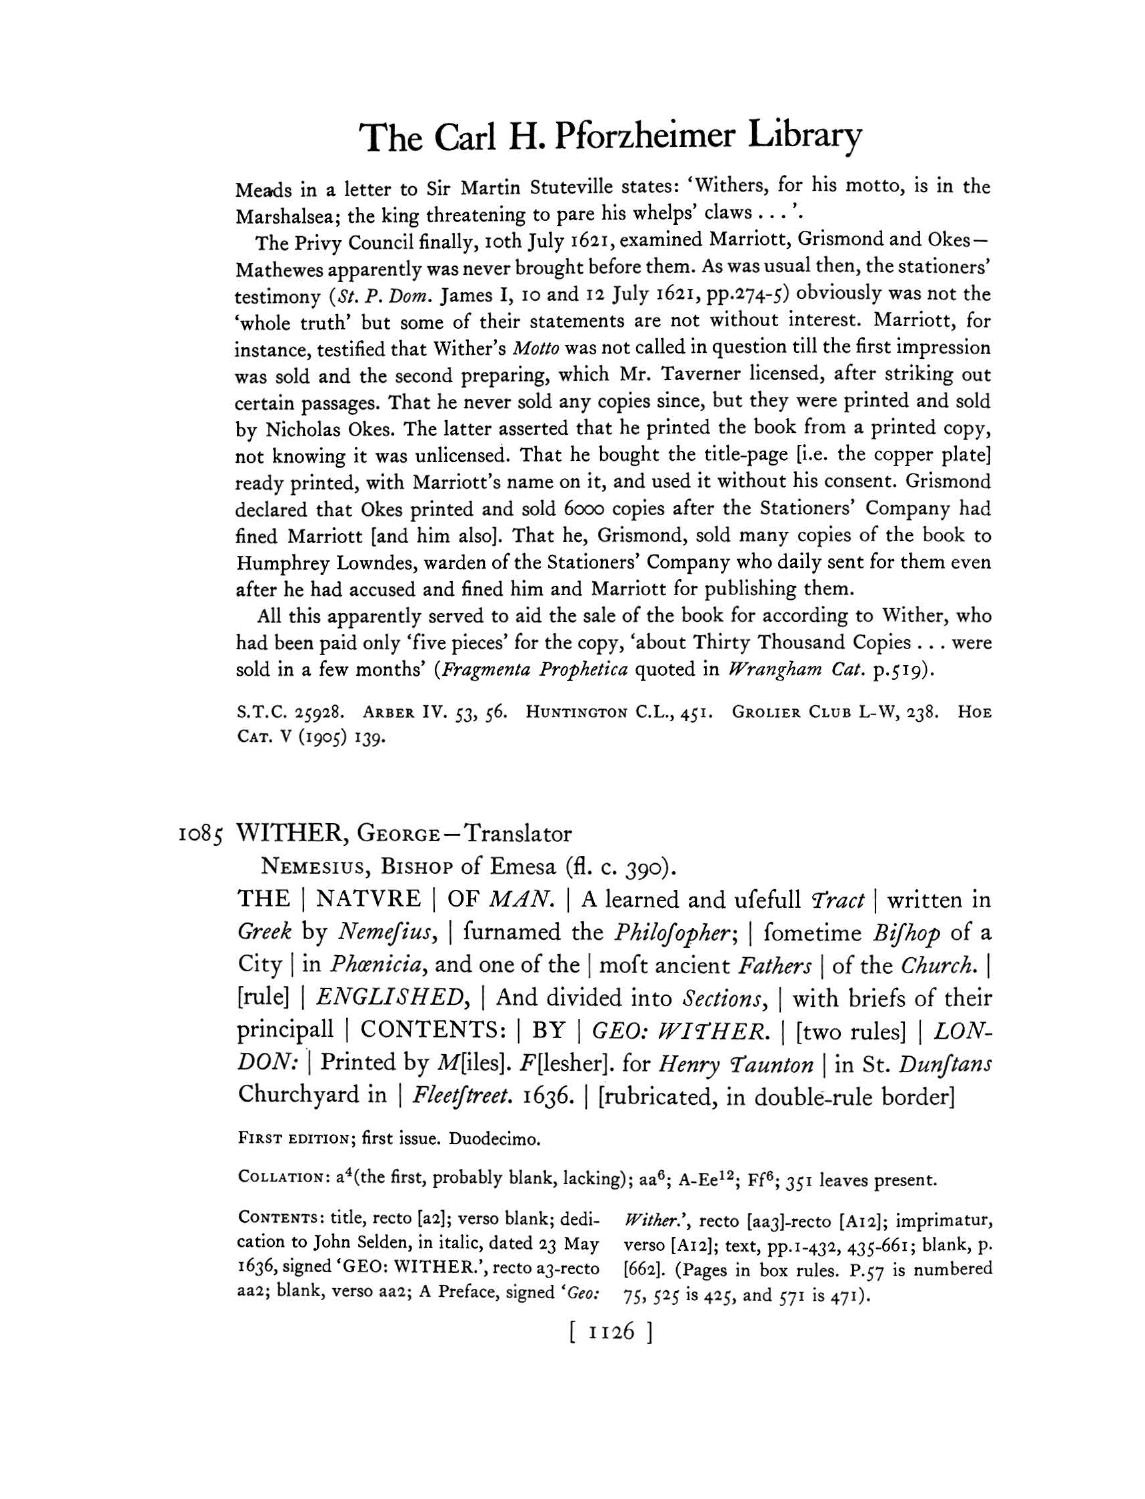 The Carl H. Pforzheimer Library
Meads in a letter to Sir Martin Stuteville states: ‘Withers, for his motto, is in the
Marshalsea; the king threatening to pare his whelps’ claws . . . ’.
The Privy Council finally, 10th July 1621, examined Marriott, Grismond and Okes—
Mathewes apparently was never brought before them. As was usual then, the stationers’
testimony (St. P. Dom. James I, 10 and 12 July 1621, pp.274-5) obviously was not the
‘whole truth’ but some of their statements are not without interest. Marriott, for
instance, testified that Wither’s Motto was not called in question till the first impression
was sold and the second preparing, which Mr. Taverner licensed, after striking out
certain passages. That he never sold any copies since, but they were printed and sold
by Nicholas Okes. The latter asserted that he printed the book from a printed copy,
not knowing it was unlicensed. That he bought the title-page [i.e. the copper plate]
ready printed, with Marriott’s name on it, and used it without his consent. Grismond
declared that Okes printed and sold 6000 copies after the Stationers’ Company had
fined Marriott [and him also]. That he, Grismond, sold many copies of the book to
Humphrey Lowndes, warden of the Stationers’ Company who daily sent for them even
after he had accused and fined him and Marriott for publishing them.
All this apparently served to aid the sale of the book for according to Wither, who
had been paid only ‘five pieces’ for the copy, ‘about Thirty Thousand Copies . . . were
sold in a few months’ (Fragmenta Prophetica quoted in Wrangham Cat. p.519).
S.T.C. 25928. Arber IV. 53, 56. Huntington C.L., 451. Grolier Club L-W, 238. Hoe
Cat. V (1905) 139.
1085 WITHER, George—Translator
Nemesius, Bishop of Emesa (fl. c. 390).
THE | NATVRE | OF MAN. | A learned and uſefull Tract | written in
Greek by Nemeſius, | ſurnamed the Philoſopher; | ſometime Biſhop of a
City | in Phœnicia, and one of the | moſt ancient Fathers | of the Church. |
[rule] | ENGLISHED, | And divided into Sections, | with briefs of their
principall | CONTENTS: | BY | GEO: WITHER. | [two rules] | LON-
DON: | Printed by M[iles]. F[lesher]. for Henry Taunton | in St. Dunſtans
Churchyard in | Fleetſtreet. 1636. | [rubricated, in double-rule border]
First edition; first issue. Duodecimo.
Collation: a⁴(the first, probably blank, lacking); aa⁶; A-Ee¹²; Ff⁶; 351 leaves present.
Contents: title, recto [a2]; verso blank; dedi-
cation to John Selden, in italic, dated 23 May
1636, signed ‘GEO: WITHER.’, recto a3-recto
aa2; blank, verso aa2; A Preface, signed ‘Geo:
Wither.’, recto [aa3]-recto [A12]; imprimatur,
verso [A12]; text, pp.1-432, 435-661; blank, p.
[662]. (Pages in box rules. P.57 is numbered
75, 525 is 425, and 571 is 471).
[ 1126 ]